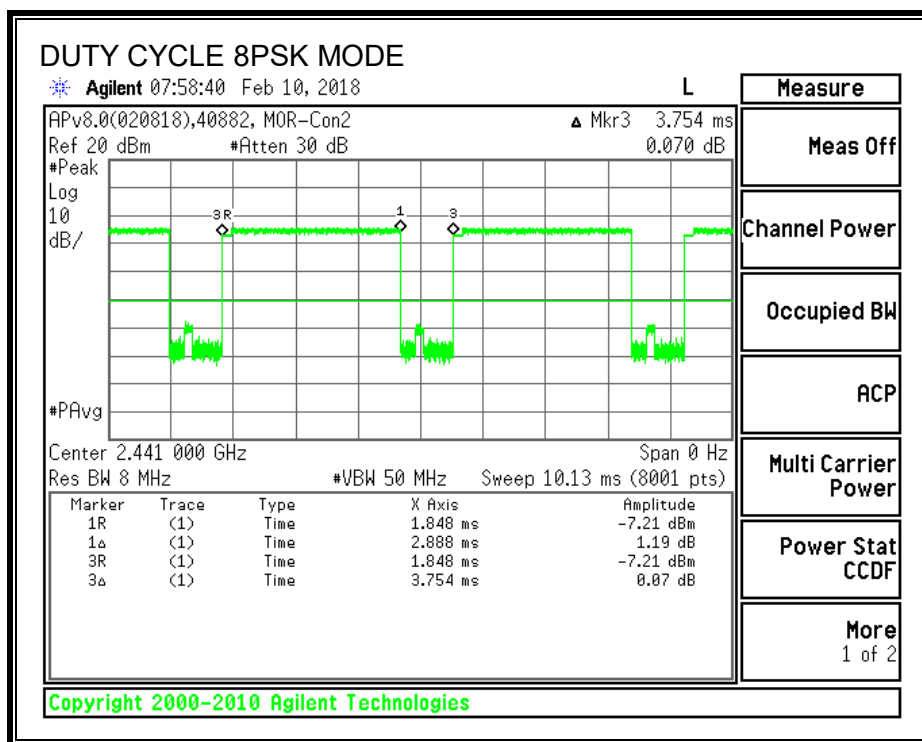 DUTY CYCLE 8PSK MODE
Agilent 07:58:40 Feb 10, 2018 L
APv8.0(020818),40882, MOR-Con2 Δ Mkr3 3.754 ms
Ref 20 dBm #Atten 30 dB 0.070 dB
#Peak
Log
10
dB/
3R 1 3
#PAvg
Center 2.441 000 GHz Span 0 Hz
Res BW 8 MHz #VBW 50 MHz Sweep 10.13 ms (8001 pts)
Marker Trace Type X Axis Amplitude
1R (1) Time 1.848 ms -7.21 dBm
1Δ (1) Time 2.888 ms 1.19 dB
3R (1) Time 1.848 ms -7.21 dBm
3Δ (1) Time 3.754 ms 0.07 dB
Measure
Meas Off
Channel Power
Occupied BW
ACP
Multi Carrier
Power
Power Stat
CCDF
More
1 of 2
Copyright 2000-2010 Agilent Technologies